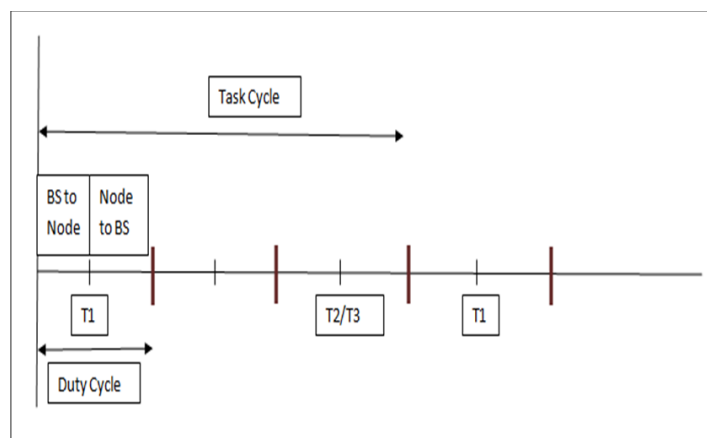 Task Cycle
BS to
Node
Node
to BS
T1
T2/T3
T1
Duty Cycle